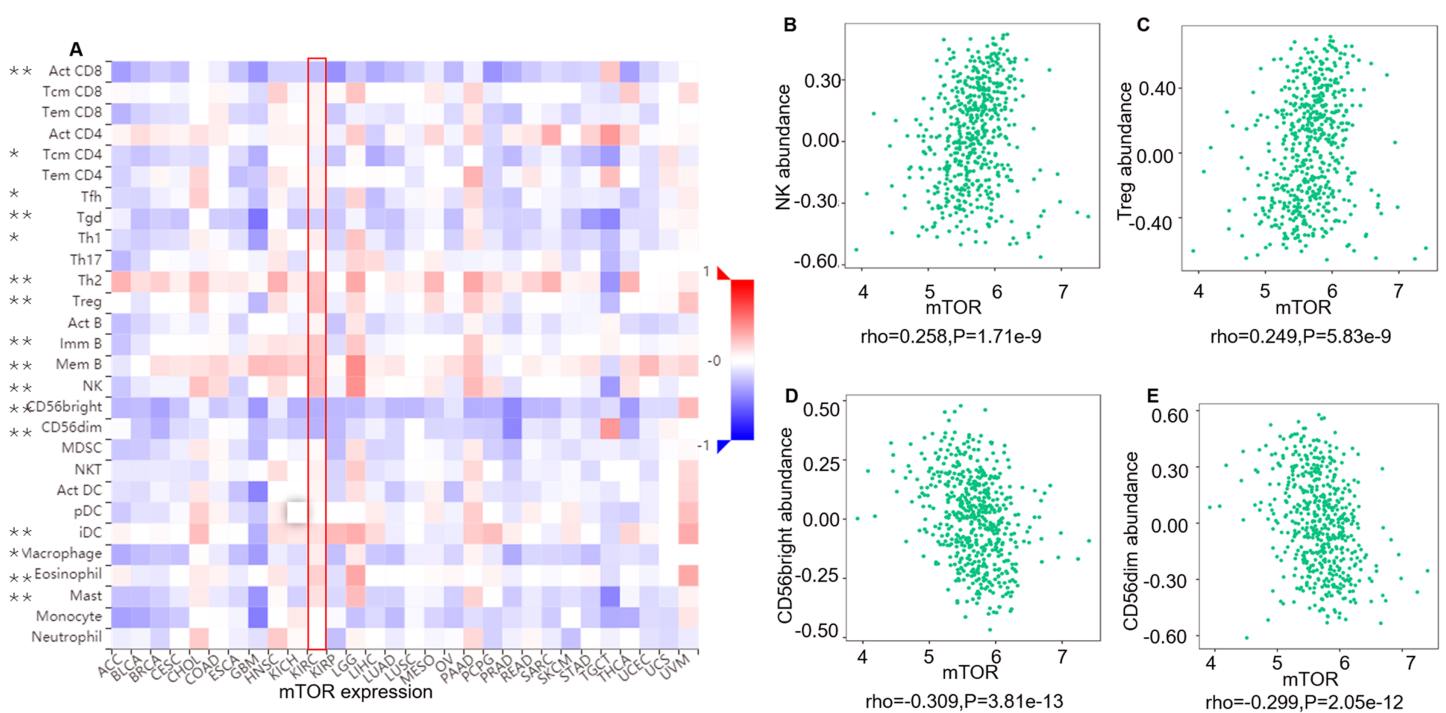 A
** Act CD8
Tcm CD8
Tem CD8
Act CD4
* Tcm CD4
Tem CD4
* Tfh
** Tgd
* Th1
Th17
** Th2
** Treg
Act B
** Imm B
** Mem B
** NK
** CD56bright
** CD56dim
MDSC
NKT
Act DC
pDC
** iDC
* Macrophage
** Eosinophil
** Mast
Monocyte
Neutrophil
ACC BLCA BRCA CESC CHOL COAD ESCA GBM HNSC KICH KIRC KIRP LGG LIHC LUAD LUSC MESO OV PAAD PCPG PRAD READ SARC SKCM STAD TGCT THCA UCEC UCS UVM
mTOR expression
1
-0
-1
B
NK abundance
0.30
0.00
-0.30
-0.60
4 5 6 7
mTOR
rho=0.258,P=1.71e-9
C
Treg abundance
0.40
0.00
-0.40
4 5 6 7
mTOR
rho=0.249,P=5.83e-9
D
CD56bright abundance
0.50
0.25
0.00
-0.25
-0.50
4 5 6 7
mTOR
rho=-0.309,P=3.81e-13
E
CD56dim abundance
0.60
0.30
0.00
-0.30
-0.60
4 5 6 7
mTOR
rho=-0.299,P=2.05e-12